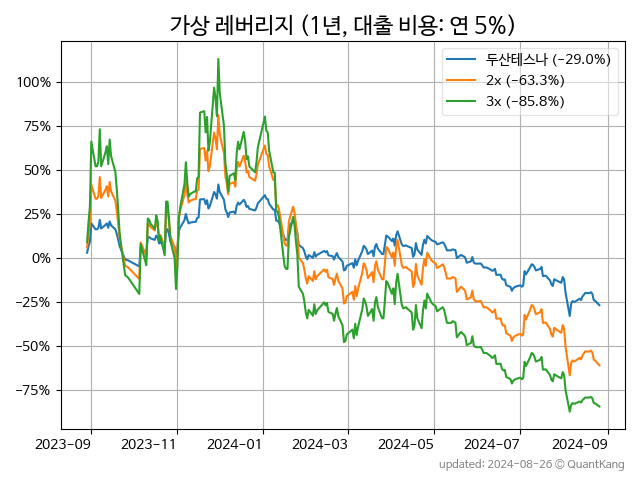 가상 레버리지 (1년, 대출 비용: 연 5%)
두산테스나 (−29.0%)
2x (−63.3%)
3x (−85.8%)
100%
75%
50%
25%
0%
−25%
−50%
−75%
2023-09 2023-11 2024-01 2024-03 2024-05 2024-07 2024-09
updated: 2024-08-26 © QuantKang